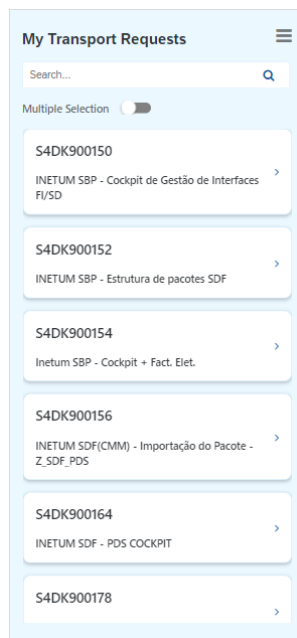 My Transport Requests
Search...
Multiple Selection
S4DK900150
INETUM SBP - Cockpit de Gestão de Interfaces
FI/SD
S4DK900152
INETUM SBP - Estrutura de pacotes SDF
S4DK900154
Inetum SBP - Cockpit + Fact. Elet.
S4DK900156
INETUM SDF(CMM) - Importação do Pacote -
Z_SDF_PDS
S4DK900164
INETUM SDF - PDS COCKPIT
S4DK900178